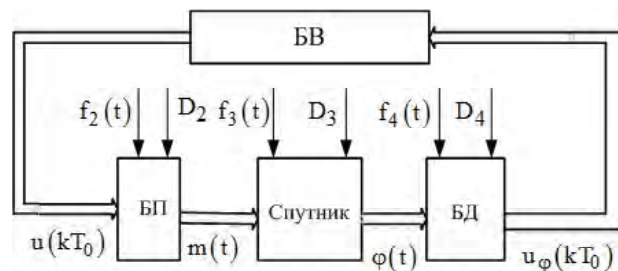 БВ
f₂(t) D₂ f₃(t) D₃ f₄(t) D₄
БП Спутник БД
u(kT₀) m(t) φ(t) u_φ(kT₀)